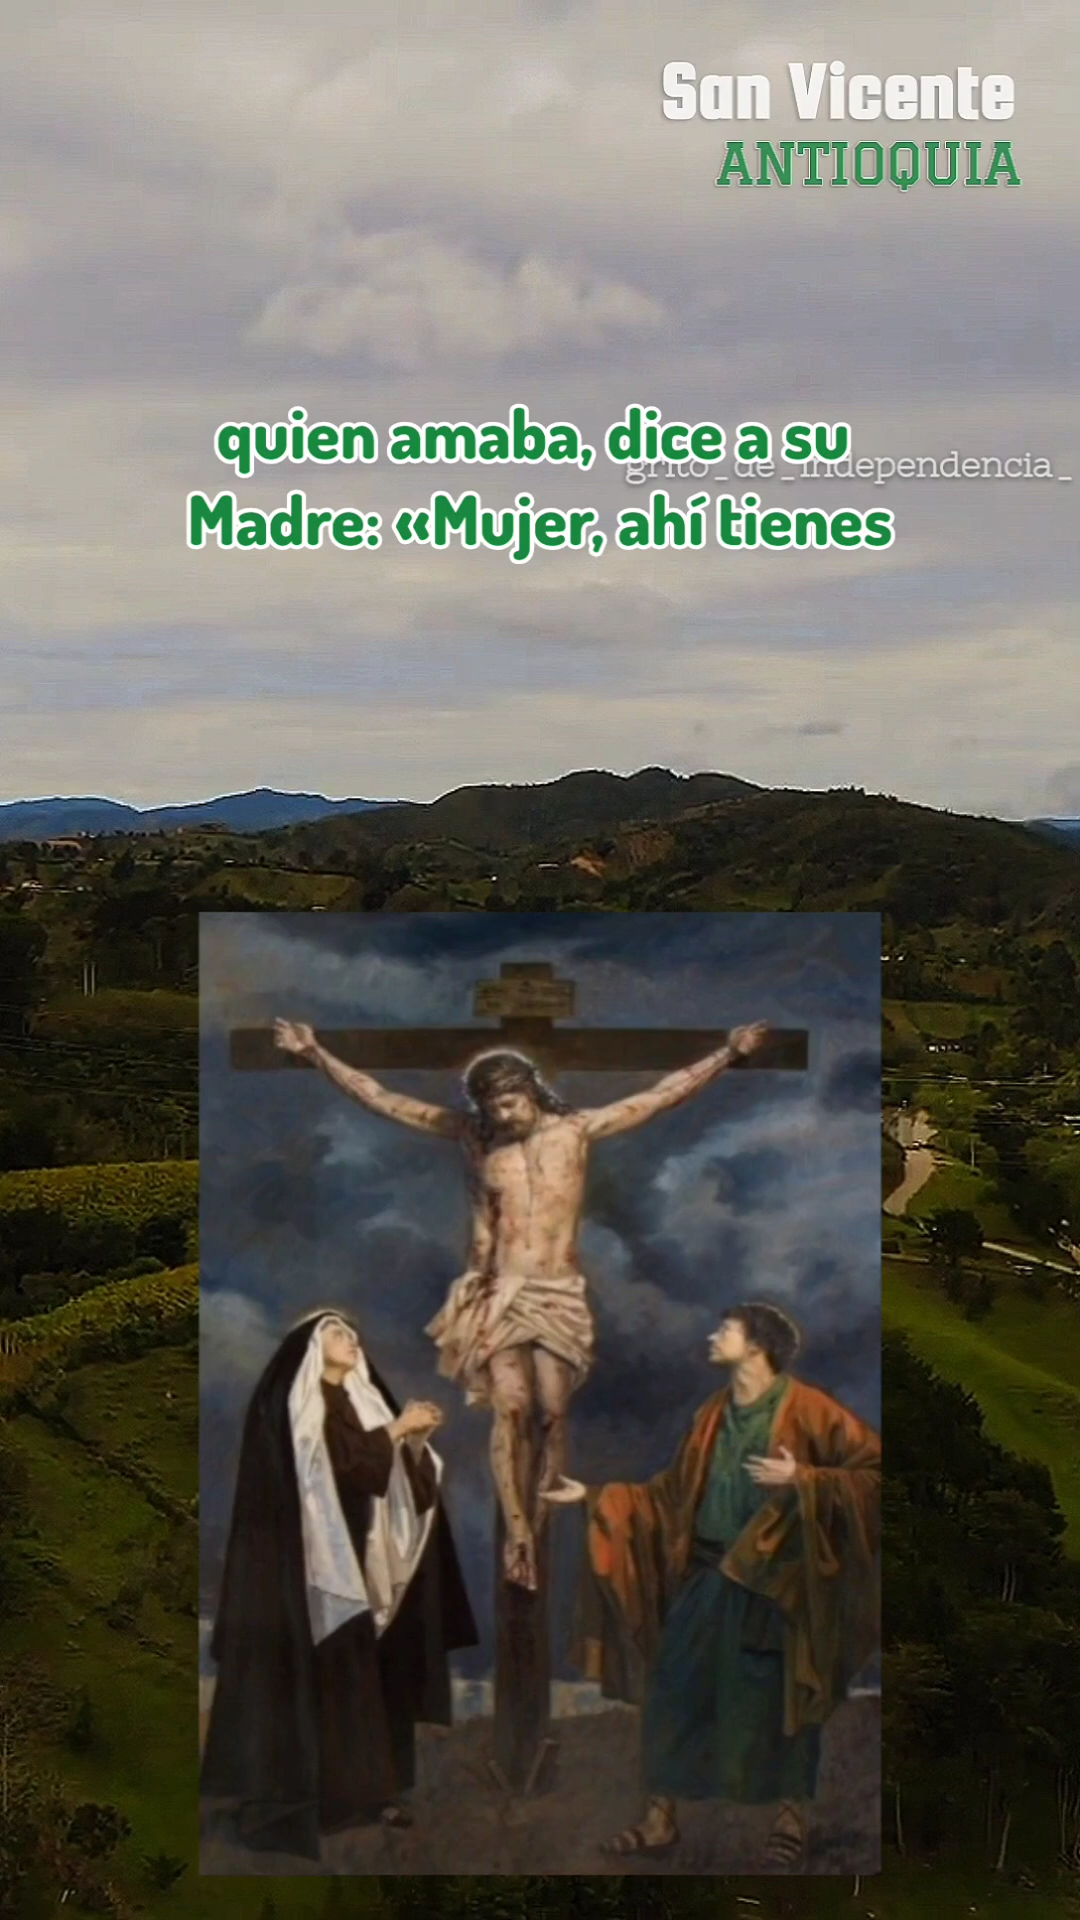 San Vicente
ANTIOQUIA
quien amaba, dice a su
grito_de_independencia_
Madre: «Mujer, ahí tienes